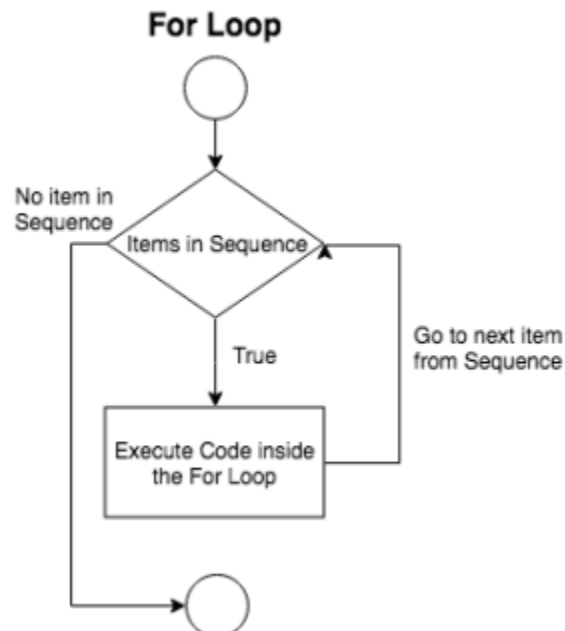 For Loop
No item in
Sequence
Items in Sequence
True
Go to next item
from Sequence
Execute Code inside
the For Loop